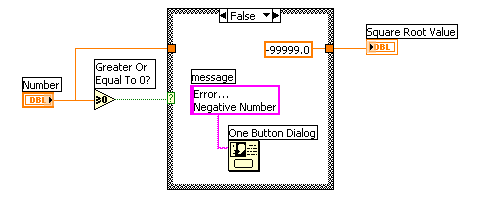 False
Square Root Value
-99999.0
DBL
Greater Or
Equal To 0?
message
Number
Error...
Negative Number
DBL
≥0
?
One Button Dialog